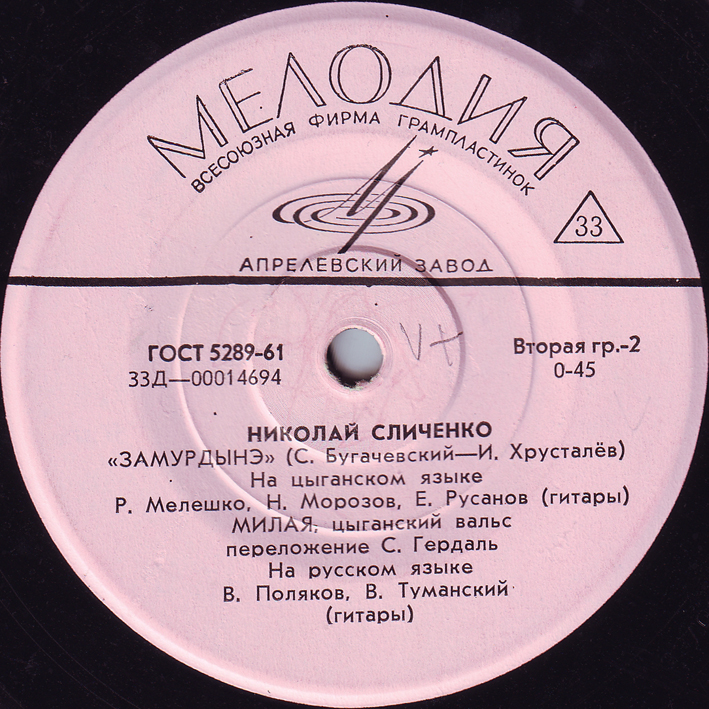 МЕЛОДИЯ
ВСЕСОЮЗНАЯ ФИРМА ГРАМПЛАСТИНОК
33
АПРЕЛЕВСКИЙ ЗАВОД
ГОСТ 5289-61
33Д—00014694
V+
Вторая гр.-2
0-45
НИКОЛАЙ СЛИЧЕНКО
«ЗАМУРДЫНЭ» (С. Бугачевский—И. Хрусталёв)
На цыганском языке
Р. Мелешко, Н. Морозов, Е. Русанов (гитары)
МИЛАЯ, цыганский вальс
переложение С. Гердаль
На русском языке
В. Поляков, В. Туманский
(гитары)